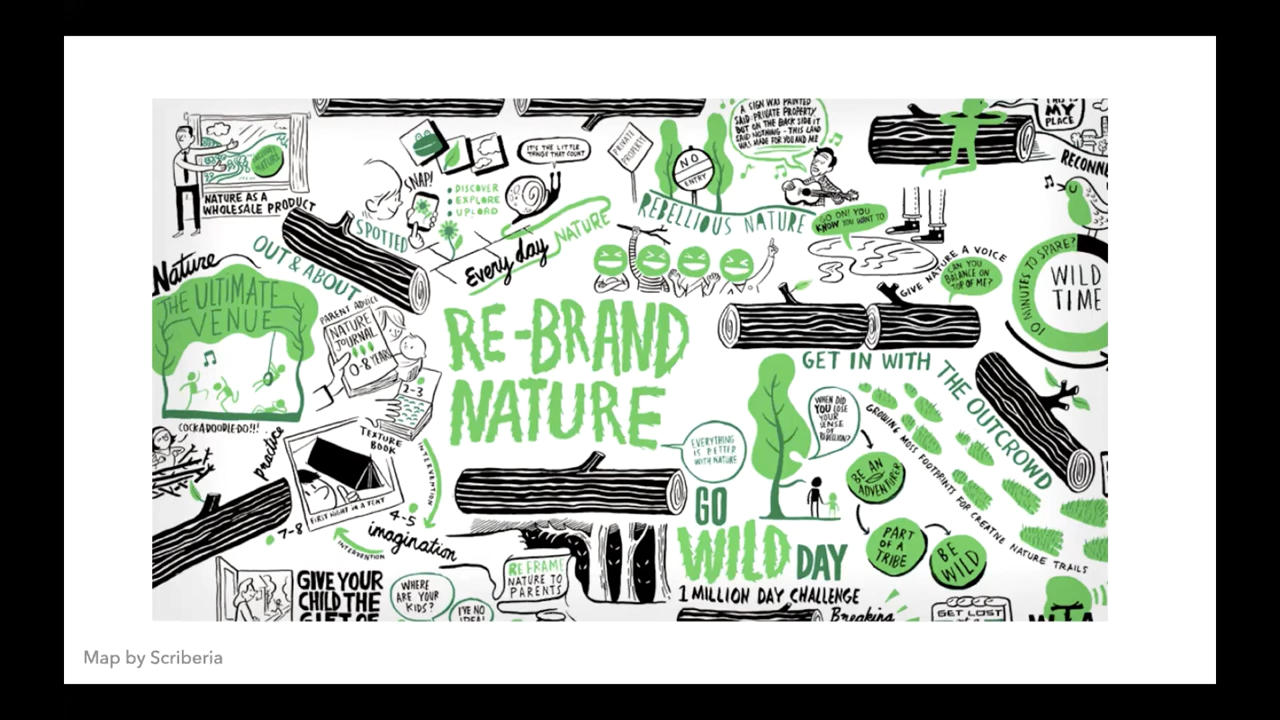 NATURE AS A
WHOLESALE PRODUCT
SNAP!
SPOTTED
• DISCOVER
• EXPLORE
• UPLOAD
IT'S THE LITTLE
THINGS THAT COUNT
Every day NATURE
PRIVATE
PROPERTY
NO
ENTRY
A SIGN WAS PAINTED
SAID: PRIVATE PROPERTY
BUT ON THE BACK SIDE IT
SAID NOTHING - THIS LAND
WAS MADE FOR YOU AND ME
REBELLIOUS NATURE
GO ON! YOU
KNOW YOU WANT TO
MY
PLACE
GIVE NATURE A VOICE
CAN YOU
BALANCE ON
TOP OF ME?
10 MINUTES TO SPARE?
WILD
TIME
OUT & ABOUT
Nature
THE ULTIMATE
VENUE
PARENT ADVICE
NATURE
JOURNAL
0-8 YEARS
2-3
TEXTURE
BOOK
INTERVENTION
4-5
imagination
INTERVENTION
7-8
practice
FIRST NIGHT IN A TENT
COCKADOODLEDO!!!
RE-BRAND
NATURE
EVERYTHING
IS BETTER
WITH NATURE
GET IN WITH THE OUTCROWD
GROWING MOSS FOOTPRINTS FOR CREATIVE NATURE TRAILS
WHEN DID
YOU LOSE
YOUR
SENSE
OF
REBELLION?
BE AN
ADVENTURER
PART
OF A
TRIBE
BE
WILD
GO
WILD DAY
1 MILLION DAY CHALLENGE
Breaking
GET LOST
REFRAME
NATURE TO
PARENTS
GIVE YOUR
CHILD THE
GIFT OF
WHERE
ARE YOUR
KIDS?
I'VE NO
IDEA!
Map by Scriberia